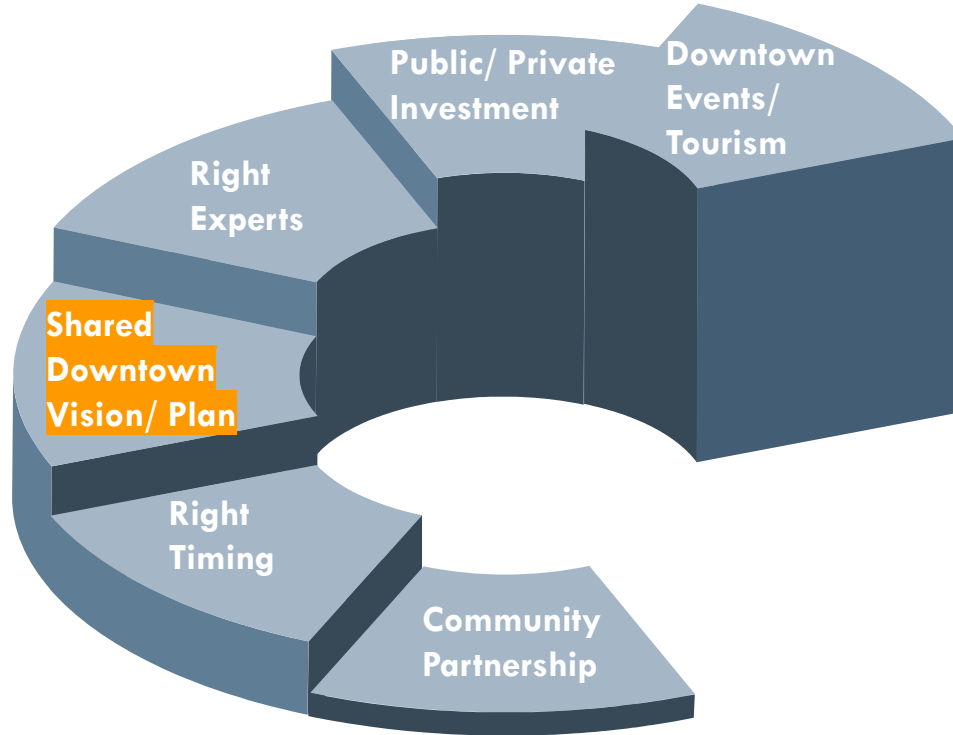 Public/ Private
Investment
Downtown
Events/
Tourism
Right
Experts
Shared
Downtown
Vision/ Plan
Right
Timing
Community
Partnership